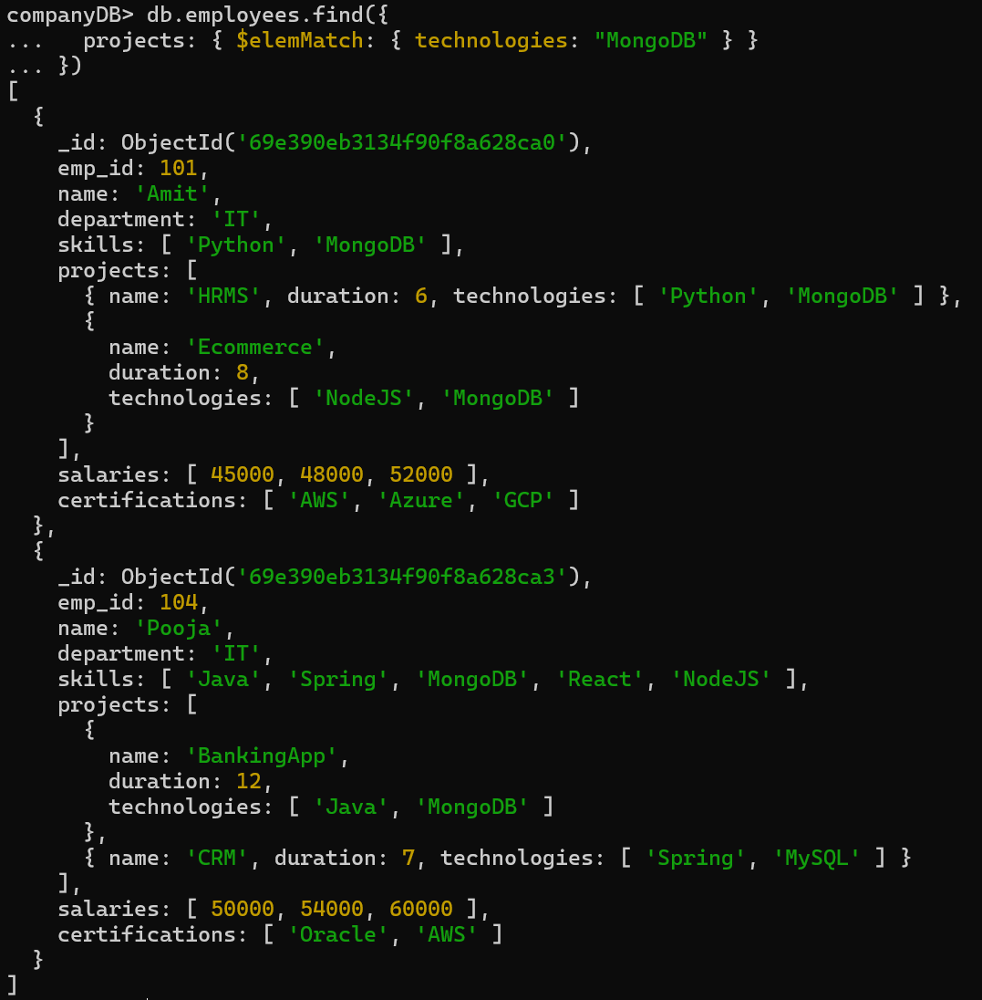 companyDB> db.employees.find({
...   projects: { $elemMatch: { technologies: "MongoDB" } }
... })
[
  {
    _id: ObjectId('69e390eb3134f90f8a628ca0'),
    emp_id: 101,
    name: 'Amit',
    department: 'IT',
    skills: [ 'Python', 'MongoDB' ],
    projects: [
      { name: 'HRMS', duration: 6, technologies: [ 'Python', 'MongoDB' ] },
      {
        name: 'Ecommerce',
        duration: 8,
        technologies: [ 'NodeJS', 'MongoDB' ]
      }
    ],
    salaries: [ 45000, 48000, 52000 ],
    certifications: [ 'AWS', 'Azure', 'GCP' ]
  },
  {
    _id: ObjectId('69e390eb3134f90f8a628ca3'),
    emp_id: 104,
    name: 'Pooja',
    department: 'IT',
    skills: [ 'Java', 'Spring', 'MongoDB', 'React', 'NodeJS' ],
    projects: [
      {
        name: 'BankingApp',
        duration: 12,
        technologies: [ 'Java', 'MongoDB' ]
      },
      { name: 'CRM', duration: 7, technologies: [ 'Spring', 'MySQL' ] }
    ],
    salaries: [ 50000, 54000, 60000 ],
    certifications: [ 'Oracle', 'AWS' ]
  }
]